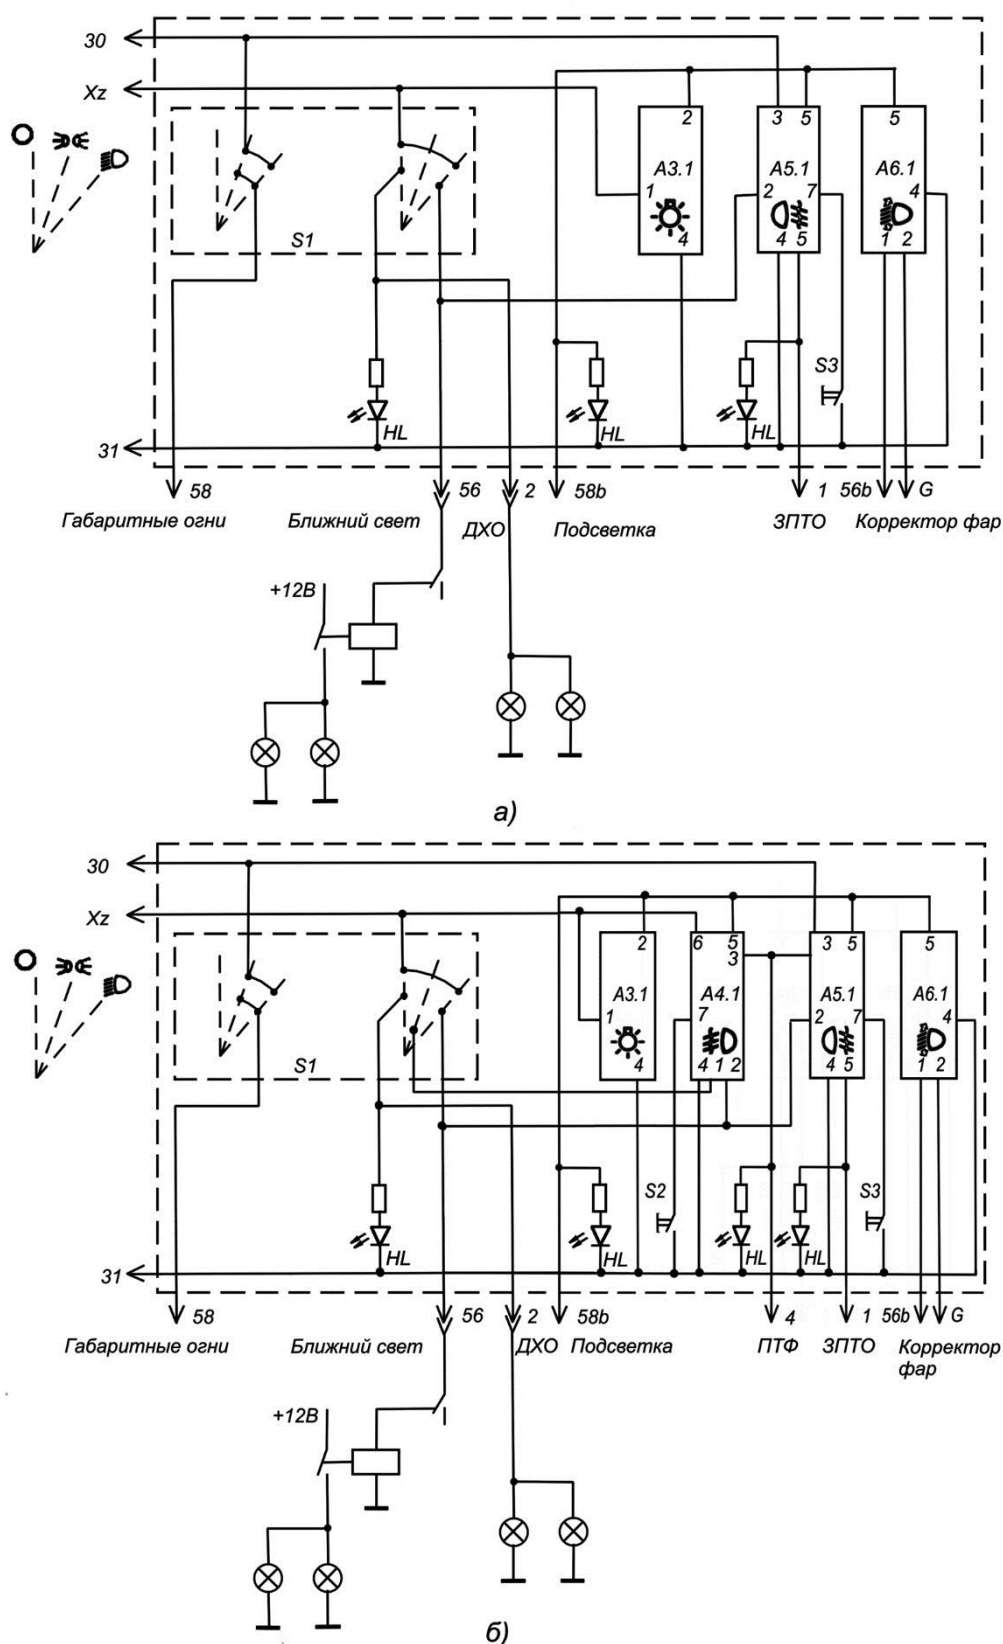 30
Xz
2
3 5
5
A3.1
A5.1
A6.1
1
2 7
4
4
4 5
1 2
S1
S3
HL
HL
HL
31
58
56
2
58b
1
56b
G
Габаритные огни
Ближний свет
ДХО
Подсветка
ЗПТО
Корректор фар
+12В
а)
30
Xz
2
6 5
3
3 5
5
A3.1
A4.1
A5.1
A6.1
1
7
2 7
4
4
4 1 2
4 5
1 2
S1
S2
S3
HL
HL
HL
HL
31
58
56
2
58b
4
1
56b
G
Габаритные огни
Ближний свет
ДХО
Подсветка
ПТФ
ЗПТО
Корректор
фар
+12В
б)